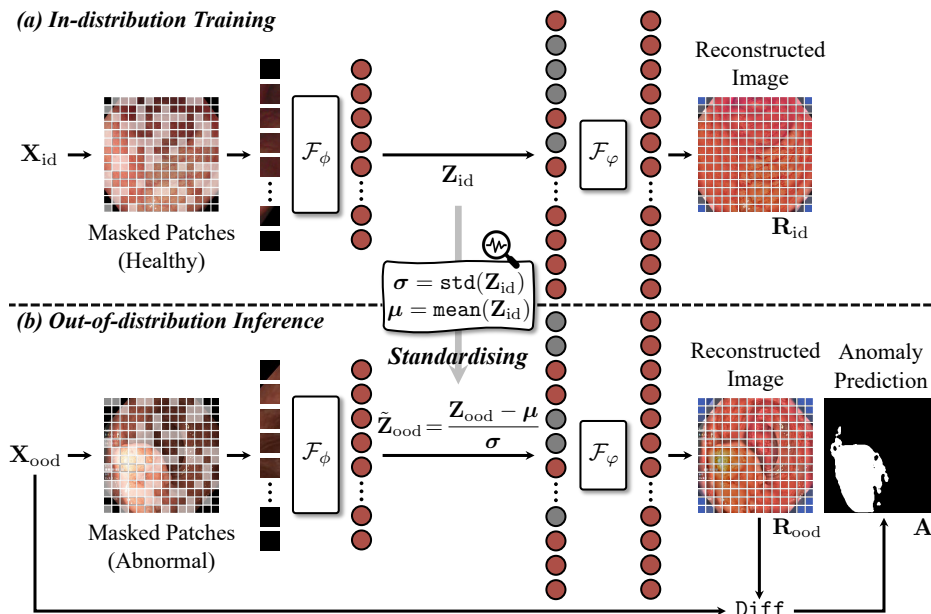 (a) In-distribution Training
X_id
Masked Patches
(Healthy)
F_ϕ
Z_id
F_φ
Reconstructed
Image
R_id
σ = std(Z_id)
μ = mean(Z_id)
(b) Out-of-distribution Inference
Standardising
X_ood
Masked Patches
(Abnormal)
F_ϕ
Z̃_ood = (Z_ood − μ) / σ
F_φ
Reconstructed
Image
R_ood
Anomaly
Prediction
A
Diff